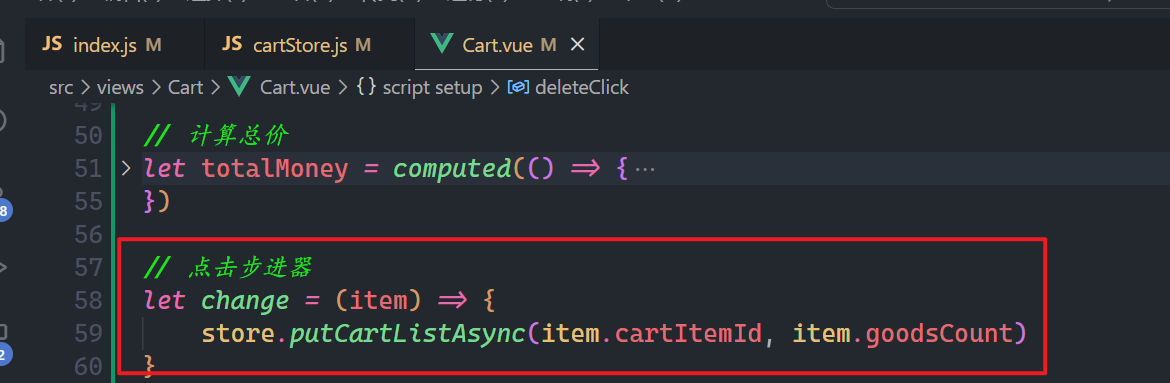 JS index.js M JS cartStore.js M Cart.vue M ×
src > views > Cart > Cart.vue > {} script setup > deleteClick
49
50 // 计算总价
51 > let totalMoney = computed(() => { ···
55 })
56
57 // 点击步进器
58 let change = (item) => {
59 store.putCartListAsync(item.cartItemId, item.goodsCount)
60 }
8
2